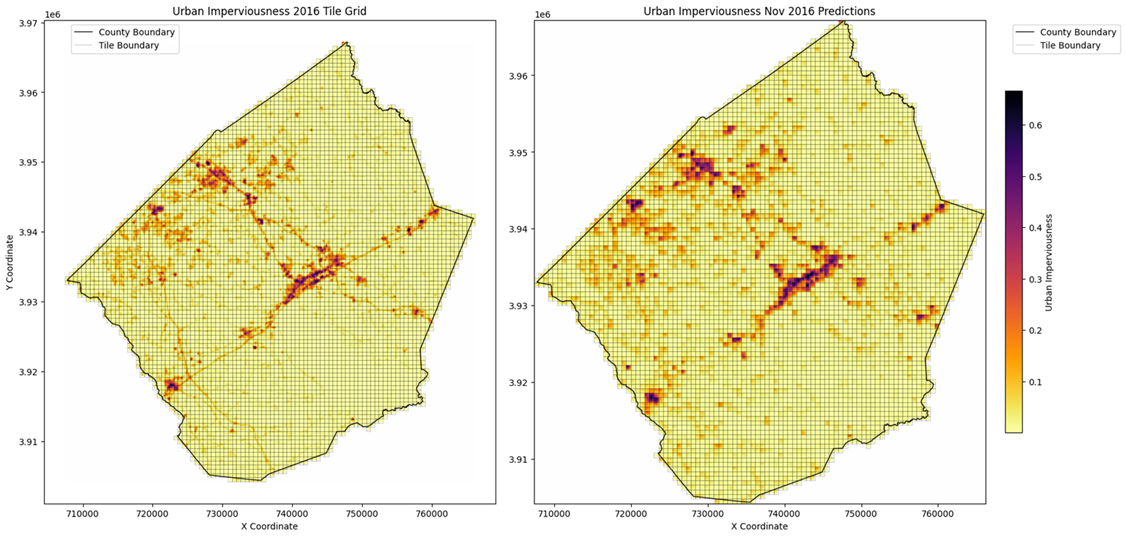 Urban Imperviousness 2016 Tile Grid
1e6
County Boundary
Tile Boundary
3.97
3.96
3.95
3.94
3.93
3.92
3.91
Y Coordinate
710000 720000 730000 740000 750000 760000
X Coordinate
Urban Imperviousness Nov 2016 Predictions
1e6
3.96
3.95
3.94
3.93
3.92
3.91
710000 720000 730000 740000 750000 760000
X Coordinate
County Boundary
Tile Boundary
0.6
0.5
0.4
0.3
0.2
0.1
Urban Imperviousness